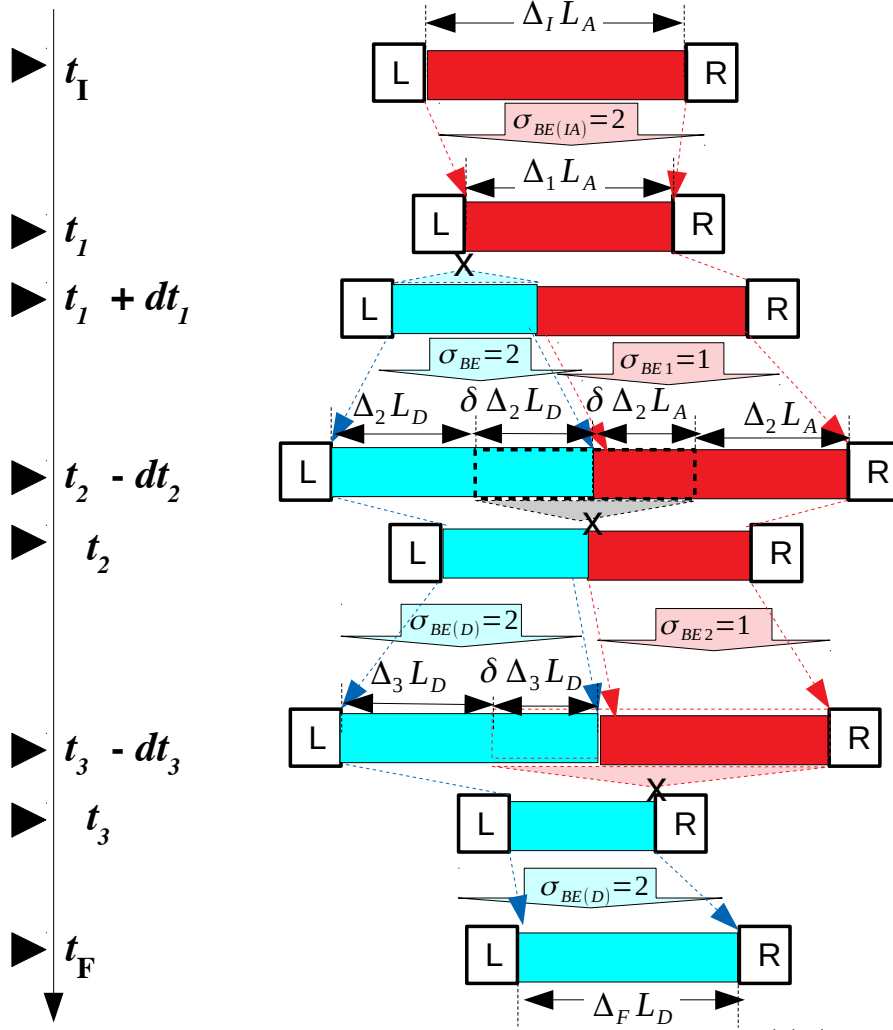 Δ_I L_A
t_I L R
σ_BE(IA)=2
Δ_1 L_A
t_1 L R
X
t_1 + dt_1 L R
σ_BE=2 σ_BE1=1
Δ_2 L_D δ Δ_2 L_D δ Δ_2 L_A Δ_2 L_A
t_2 - dt_2 L R
X
t_2 L R
σ_BE(D)=2 σ_BE2=1
Δ_3 L_D δ Δ_3 L_D
t_3 - dt_3 L R
X
t_3 L R
σ_BE(D)=2
t_F L R
Δ_F L_D